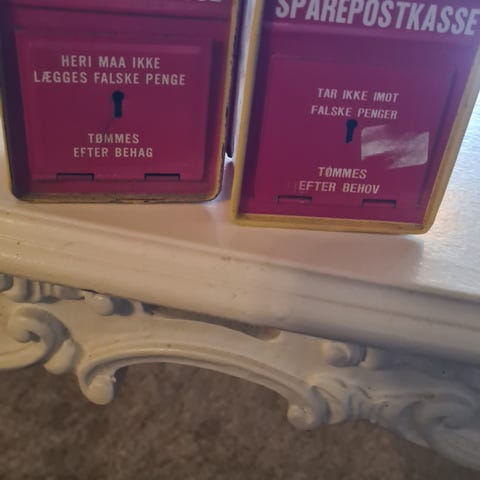 HERI MAA IKKE
LÆGGES FALSKE PENGE
TØMMES
EFTER BEHAG
SPAREPOSTKASSE
TAR IKKE IMOT
FALSKE PENGER
TØMMES
EFTER BEHOV